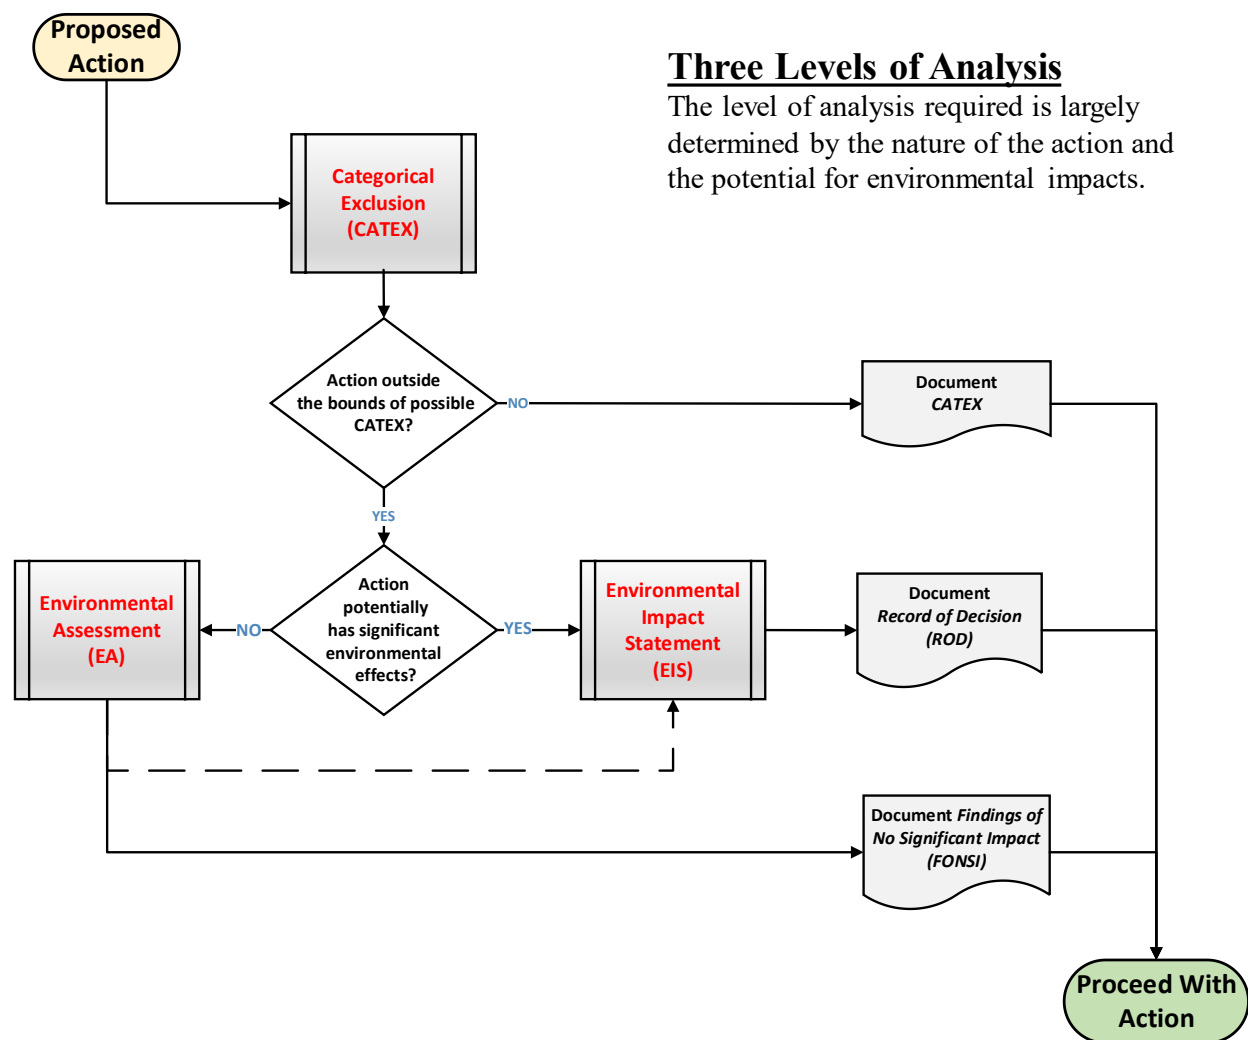 Proposed
Action
Three Levels of Analysis
The level of analysis required is largely
determined by the nature of the action and
the potential for environmental impacts.
Categorical
Exclusion
(CATEX)
Action outside
the bounds of possible
CATEX?
NO
Document
CATEX
YES
Environmental
Assessment
(EA)
NO
Action
potentially
has significant
environmental
effects?
YES
Environmental
Impact
Statement
(EIS)
Document
Record of Decision
(ROD)
Document Findings of
No Significant Impact
(FONSI)
Proceed With
Action